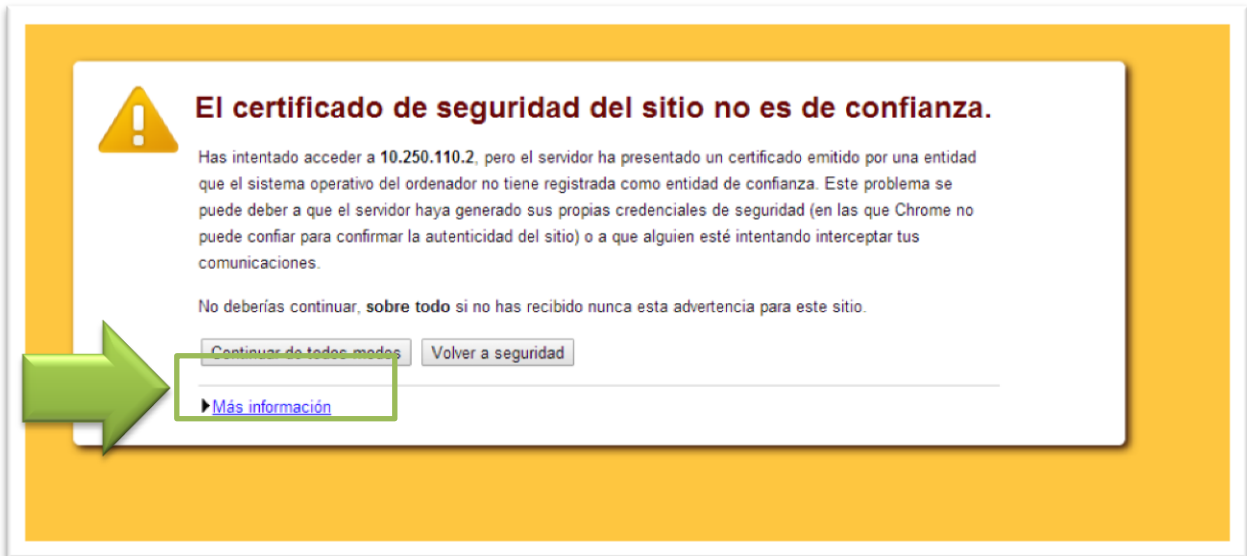 El certificado de seguridad del sitio no es de confianza.
Has intentado acceder a 10.250.110.2, pero el servidor ha presentado un certificado emitido por una entidad
que el sistema operativo del ordenador no tiene registrada como entidad de confianza. Este problema se
puede deber a que el servidor haya generado sus propias credenciales de seguridad (en las que Chrome no
puede confiar para confirmar la autenticidad del sitio) o a que alguien esté intentando interceptar tus
comunicaciones.
No deberías continuar, sobre todo si no has recibido nunca esta advertencia para este sitio.
Continuar de todos modos Volver a seguridad
Más información